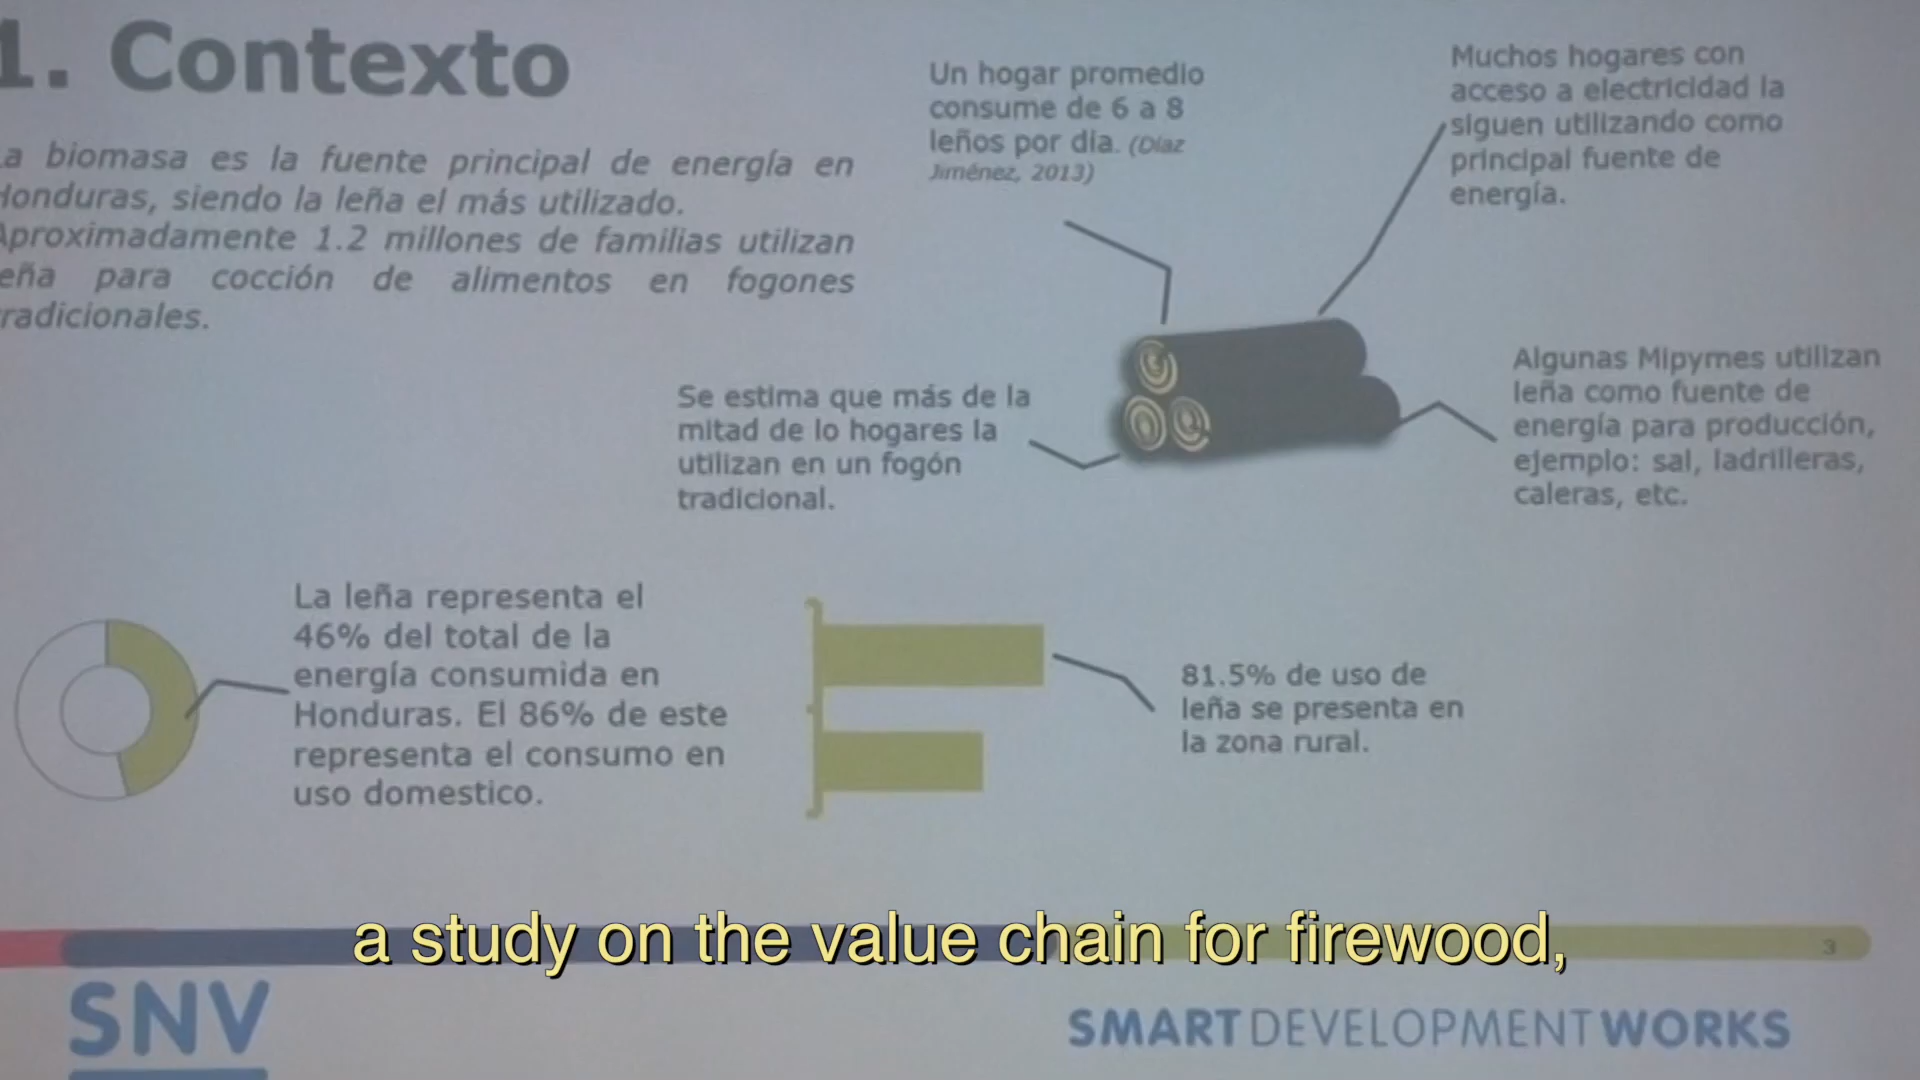 1. Contexto
a biomasa es la fuente principal de energía en
Honduras, siendo la leña el más utilizado.
Aproximadamente 1.2 millones de familias utilizan
eña para cocción de alimentos en fogones
radicionales.
Un hogar promedio
consume de 6 a 8
leños por dia. (Díaz
Jiménez, 2013)
Muchos hogares con
acceso a electricidad la
siguen utilizando como
principal fuente de
energía.
Se estima que más de la
mitad de lo hogares la
utilizan en un fogón
tradicional.
Algunas Mipymes utilizan
leña como fuente de
energía para producción,
ejemplo: sal, ladrilleras,
caleras, etc.
La leña representa el
46% del total de la
energía consumida en
Honduras. El 86% de este
representa el consumo en
uso domestico.
81.5% de uso de
leña se presenta en
la zona rural.
a study on the value chain for firewood,
3
SNV
SMART DEVELOPMENT WORKS